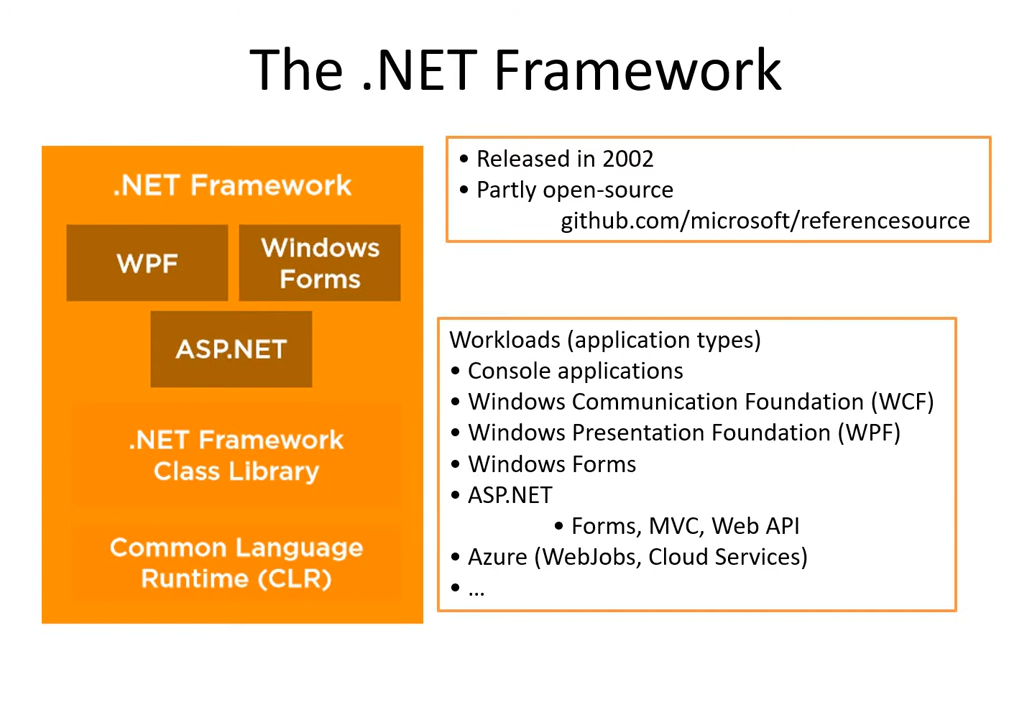 The .NET Framework
.NET Framework
WPF
Windows
Forms
ASP.NET
.NET Framework
Class Library
Common Language
Runtime (CLR)
• Released in 2002
• Partly open-source
github.com/microsoft/referencesource
Workloads (application types)
• Console applications
• Windows Communication Foundation (WCF)
• Windows Presentation Foundation (WPF)
• Windows Forms
• ASP.NET
• Forms, MVC, Web API
• Azure (WebJobs, Cloud Services)
• ...